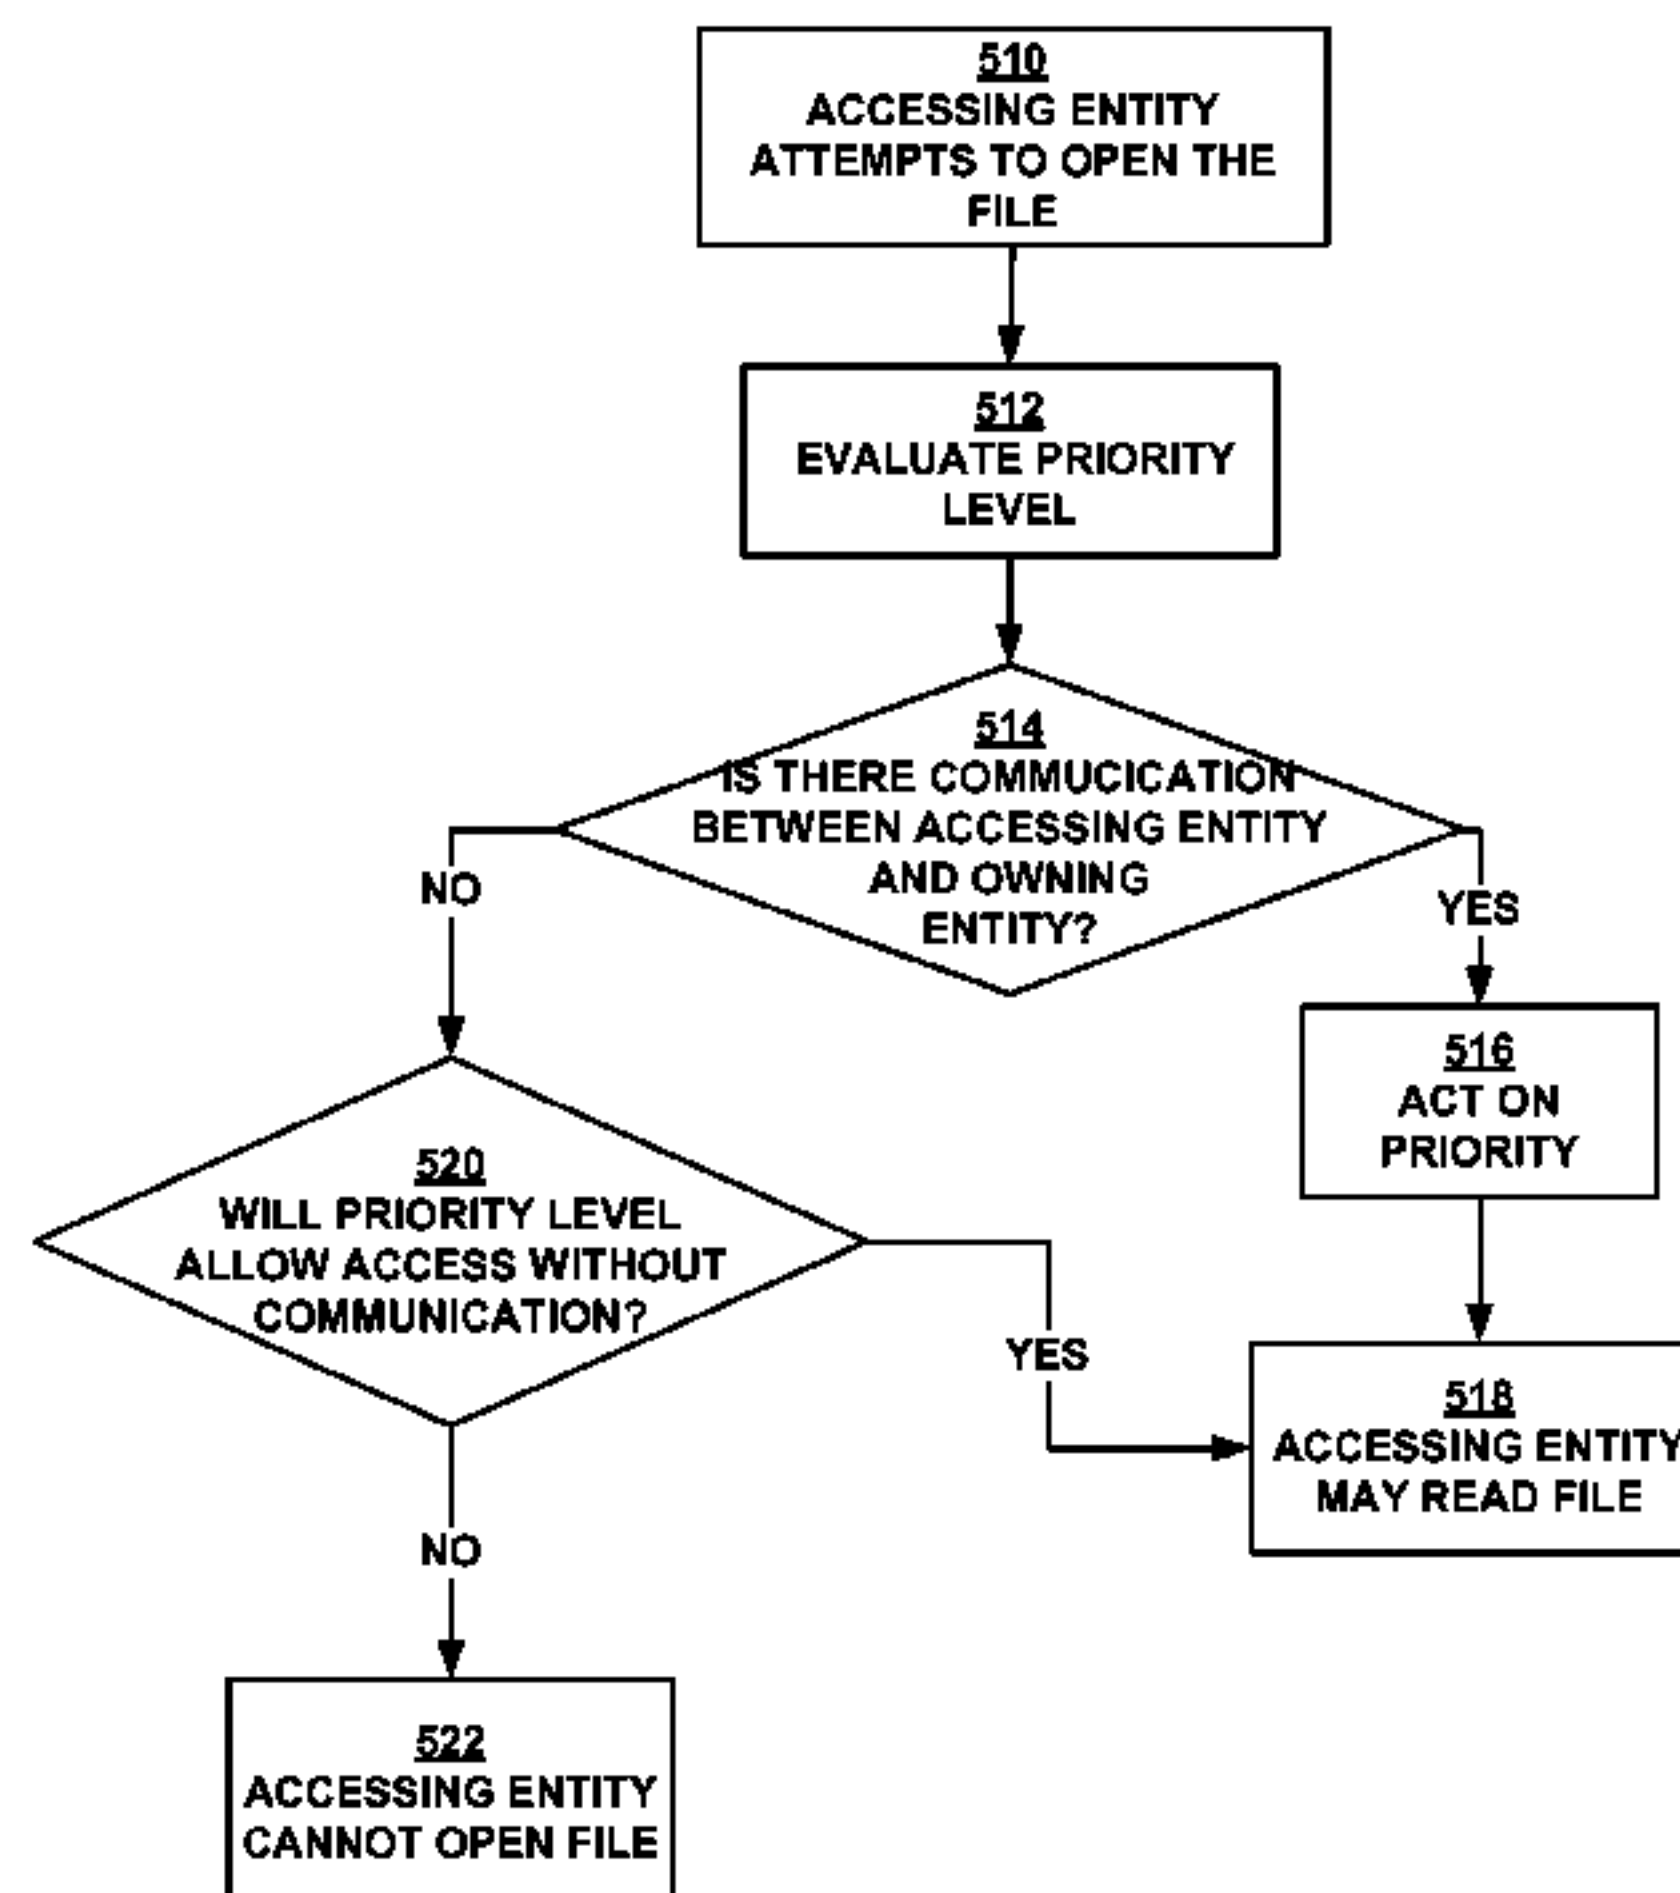 510
ACCESSING ENTITY
ATTEMPTS TO OPEN THE
FILE
512
EVALUATE PRIORITY
LEVEL
514
IS THERE COMMUCICATION
BETWEEN ACCESSING ENTITY
AND OWNING
ENTITY?
NO
YES
516
ACT ON
PRIORITY
520
WILL PRIORITY LEVEL
ALLOW ACCESS WITHOUT
COMMUNICATION?
YES
518
ACCESSING ENTITY
MAY READ FILE
NO
522
ACCESSING ENTITY
CANNOT OPEN FILE